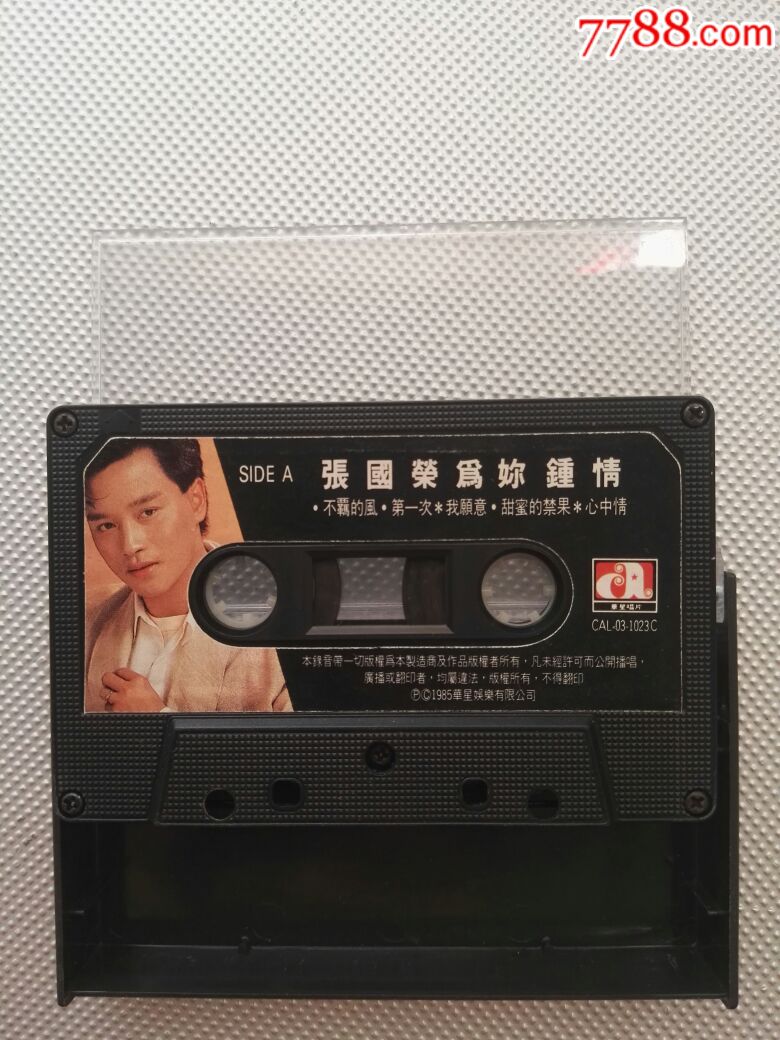 7788.com
SIDE A 張國榮爲妳鍾情
•不羈的風•第一次*我願意•甜蜜的禁果*心中情
a.
華星唱片
CAL-03-1023C
本錄音帶一切版權爲本製造商及作品版權者所有，凡未經許可而公開播唱，
廣播或翻印者，均屬違法，版權所有，不得翻印
ⓅⒸ1985華星娛樂有限公司